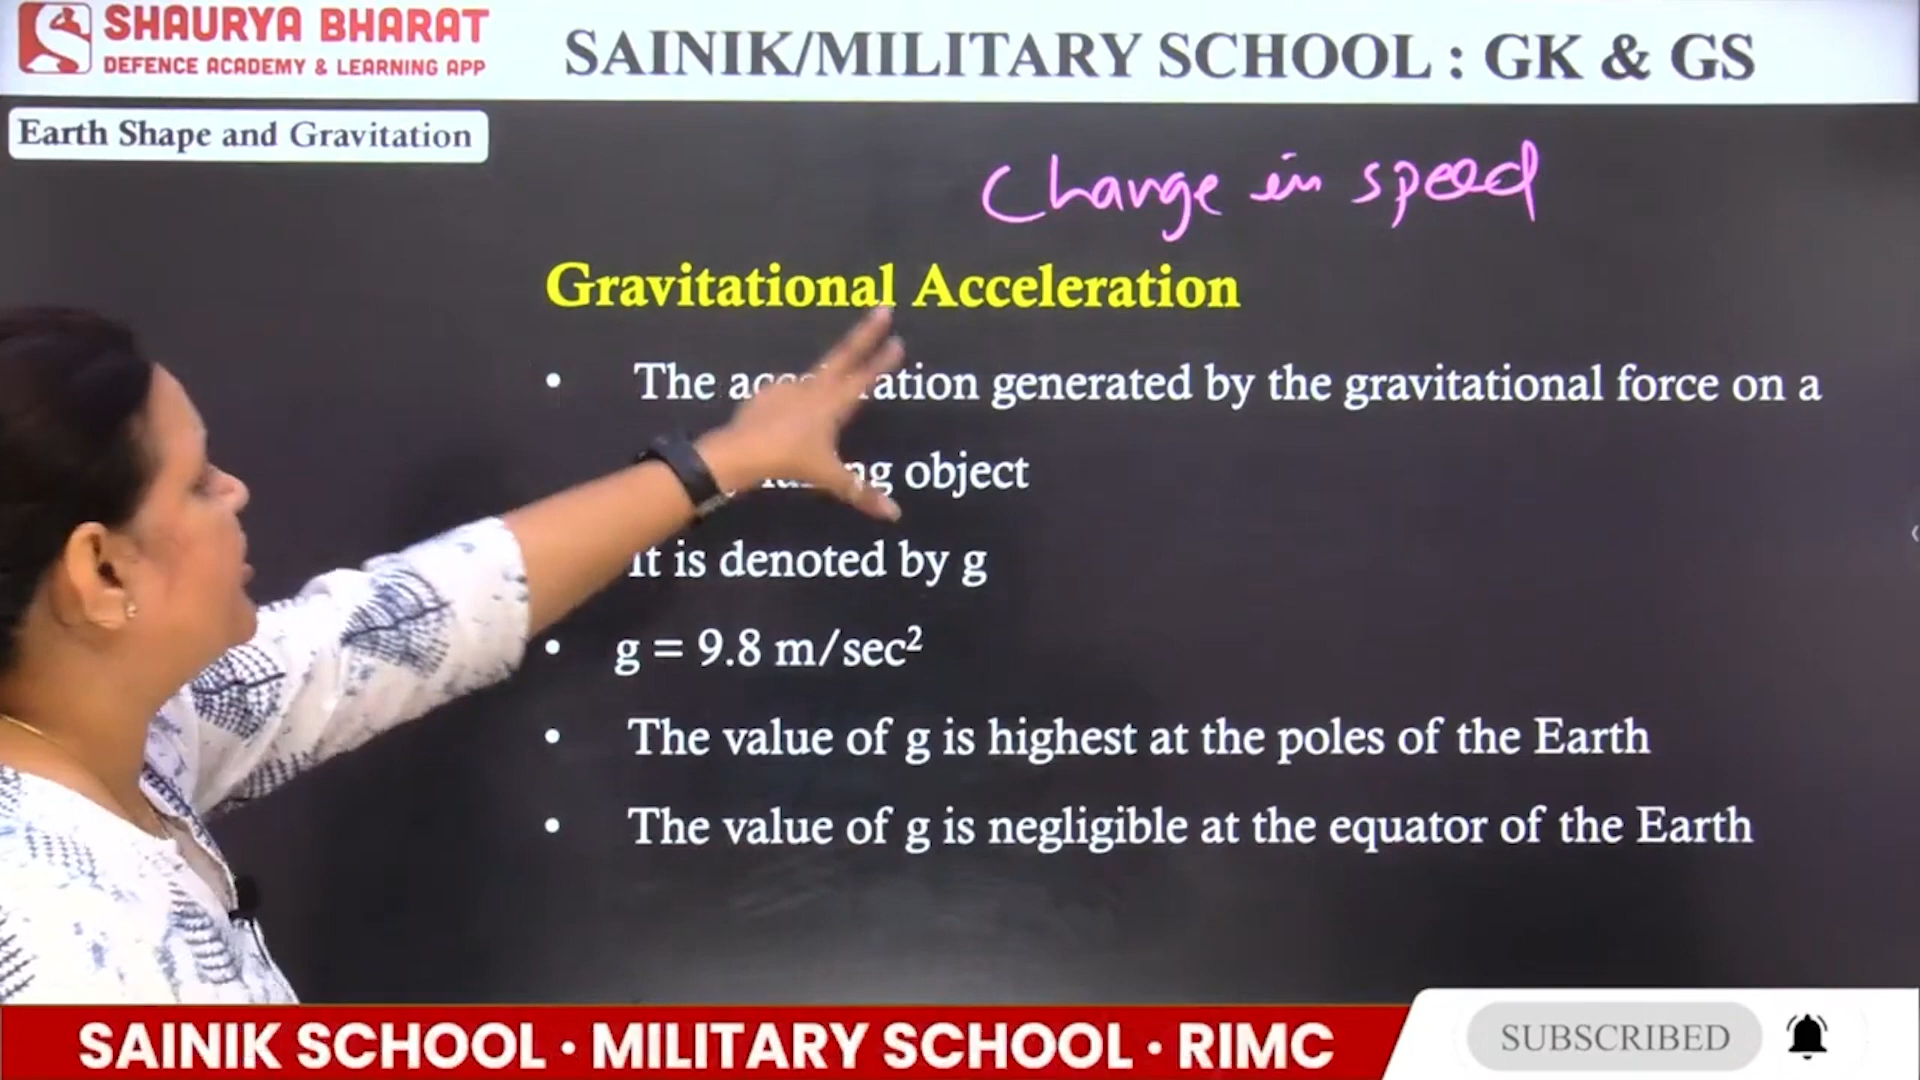 SHAURYA BHARAT
DEFENCE ACADEMY & LEARNING APP
SAINIK/MILITARY SCHOOL : GK & GS
Earth Shape and Gravitation
Change in speed
Gravitational Acceleration
• The acceleration generated by the gravitational force on a
object
It is denoted by g
• g = 9.8 m/sec²
• The value of g is highest at the poles of the Earth
• The value of g is negligible at the equator of the Earth
SAINIK SCHOOL • MILITARY SCHOOL • RIMC
SUBSCRIBED